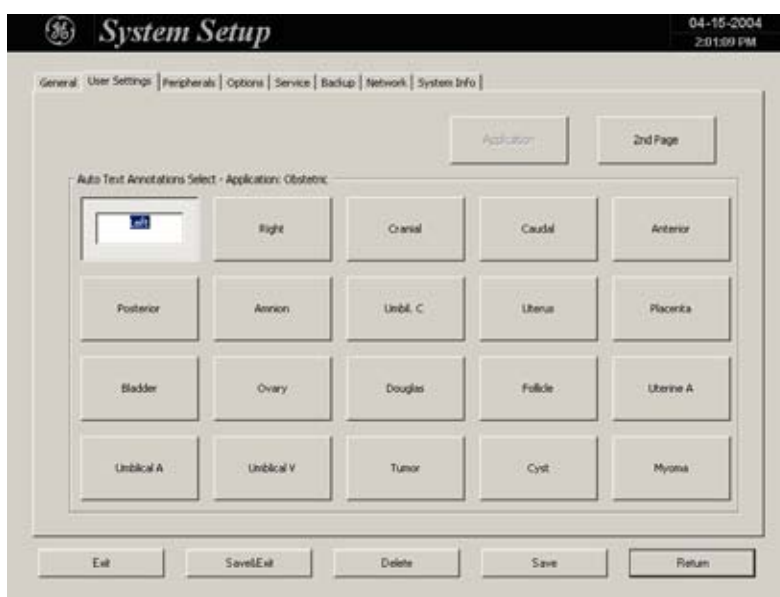 System Setup
04-15-2004
2:01:09 PM
General User Settings Peripherals Options Service Backup Network System Info
Application 2nd Page
Auto Text Annotations Select - Application: Obstetric
Left Right Cranial Caudal Anterior
Posterior Amnion Umbil. C Uterus Placenta
Bladder Ovary Douglas Follicle Uterine A
Umblical A Umblical V Tumor Cyst Myoma
Exit Save&Exit Delete Save Return